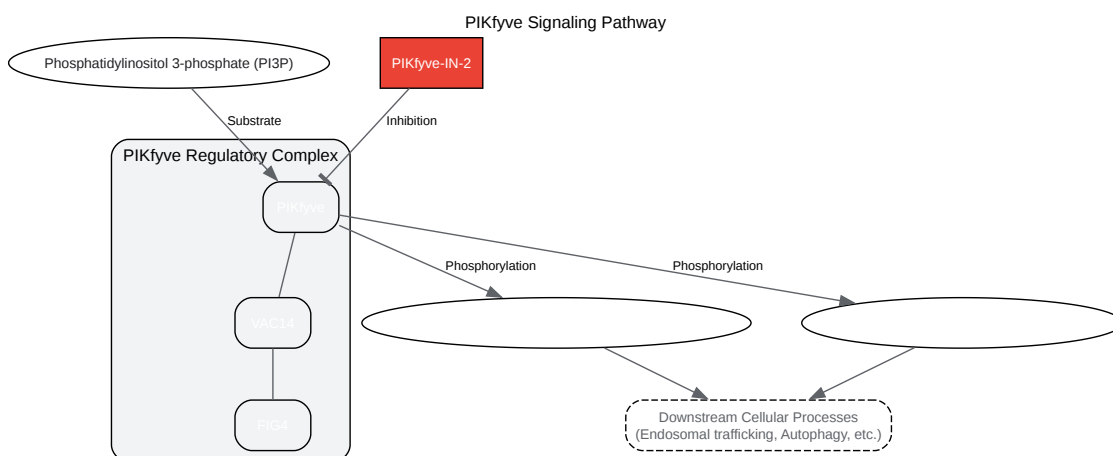 PIKfyve Signaling Pathway
Phosphatidylinositol 3-phosphate (PI3P)
PIKfyve-IN-2
Substrate
Inhibition
PIKfyve Regulatory Complex
PIKfyve
Phosphorylation
Phosphorylation
VAC14
FIG4
Downstream Cellular Processes
(Endosomal trafficking, Autophagy, etc.)